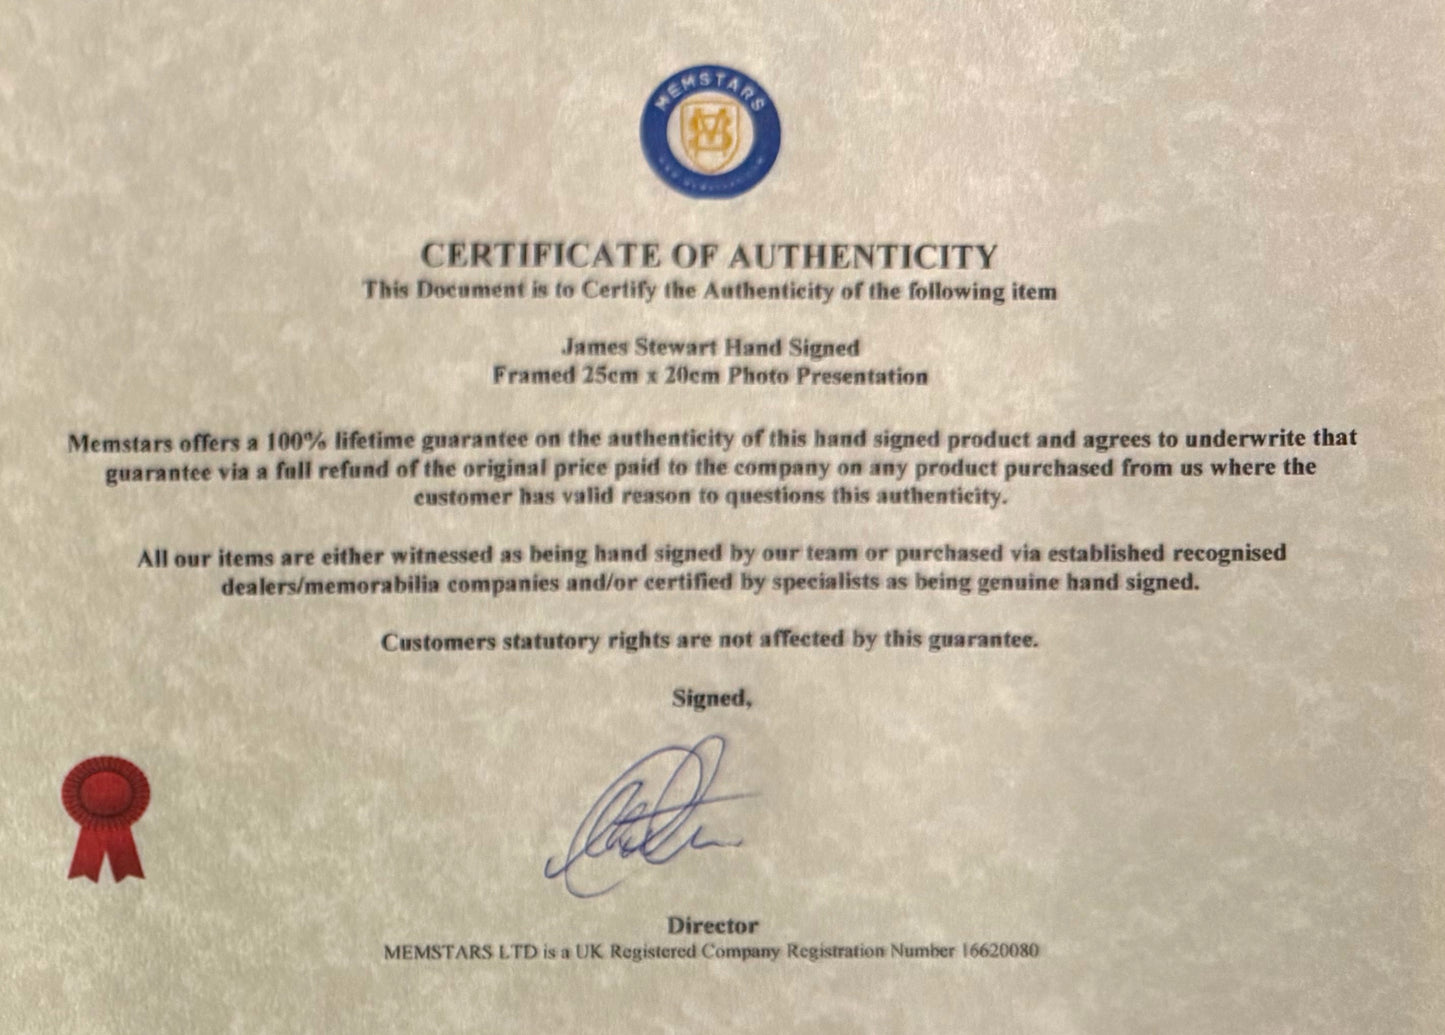 MEMSTARS
CERTIFICATE OF AUTHENTICITY
This Document is to Certify the Authenticity of the following item
James Stewart Hand Signed
Framed 25cm x 20cm Photo Presentation
Memstars offers a 100% lifetime guarantee on the authenticity of this hand signed product and agrees to underwrite that
guarantee via a full refund of the original price paid to the company on any product purchased from us where the
customer has valid reason to questions this authenticity.
All our items are either witnessed as being hand signed by our team or purchased via established recognised
dealers/memorabilia companies and/or certified by specialists as being genuine hand signed.
Customers statutory rights are not affected by this guarantee.
Signed,
Director
MEMSTARS LTD is a UK Registered Company Registration Number 16620080